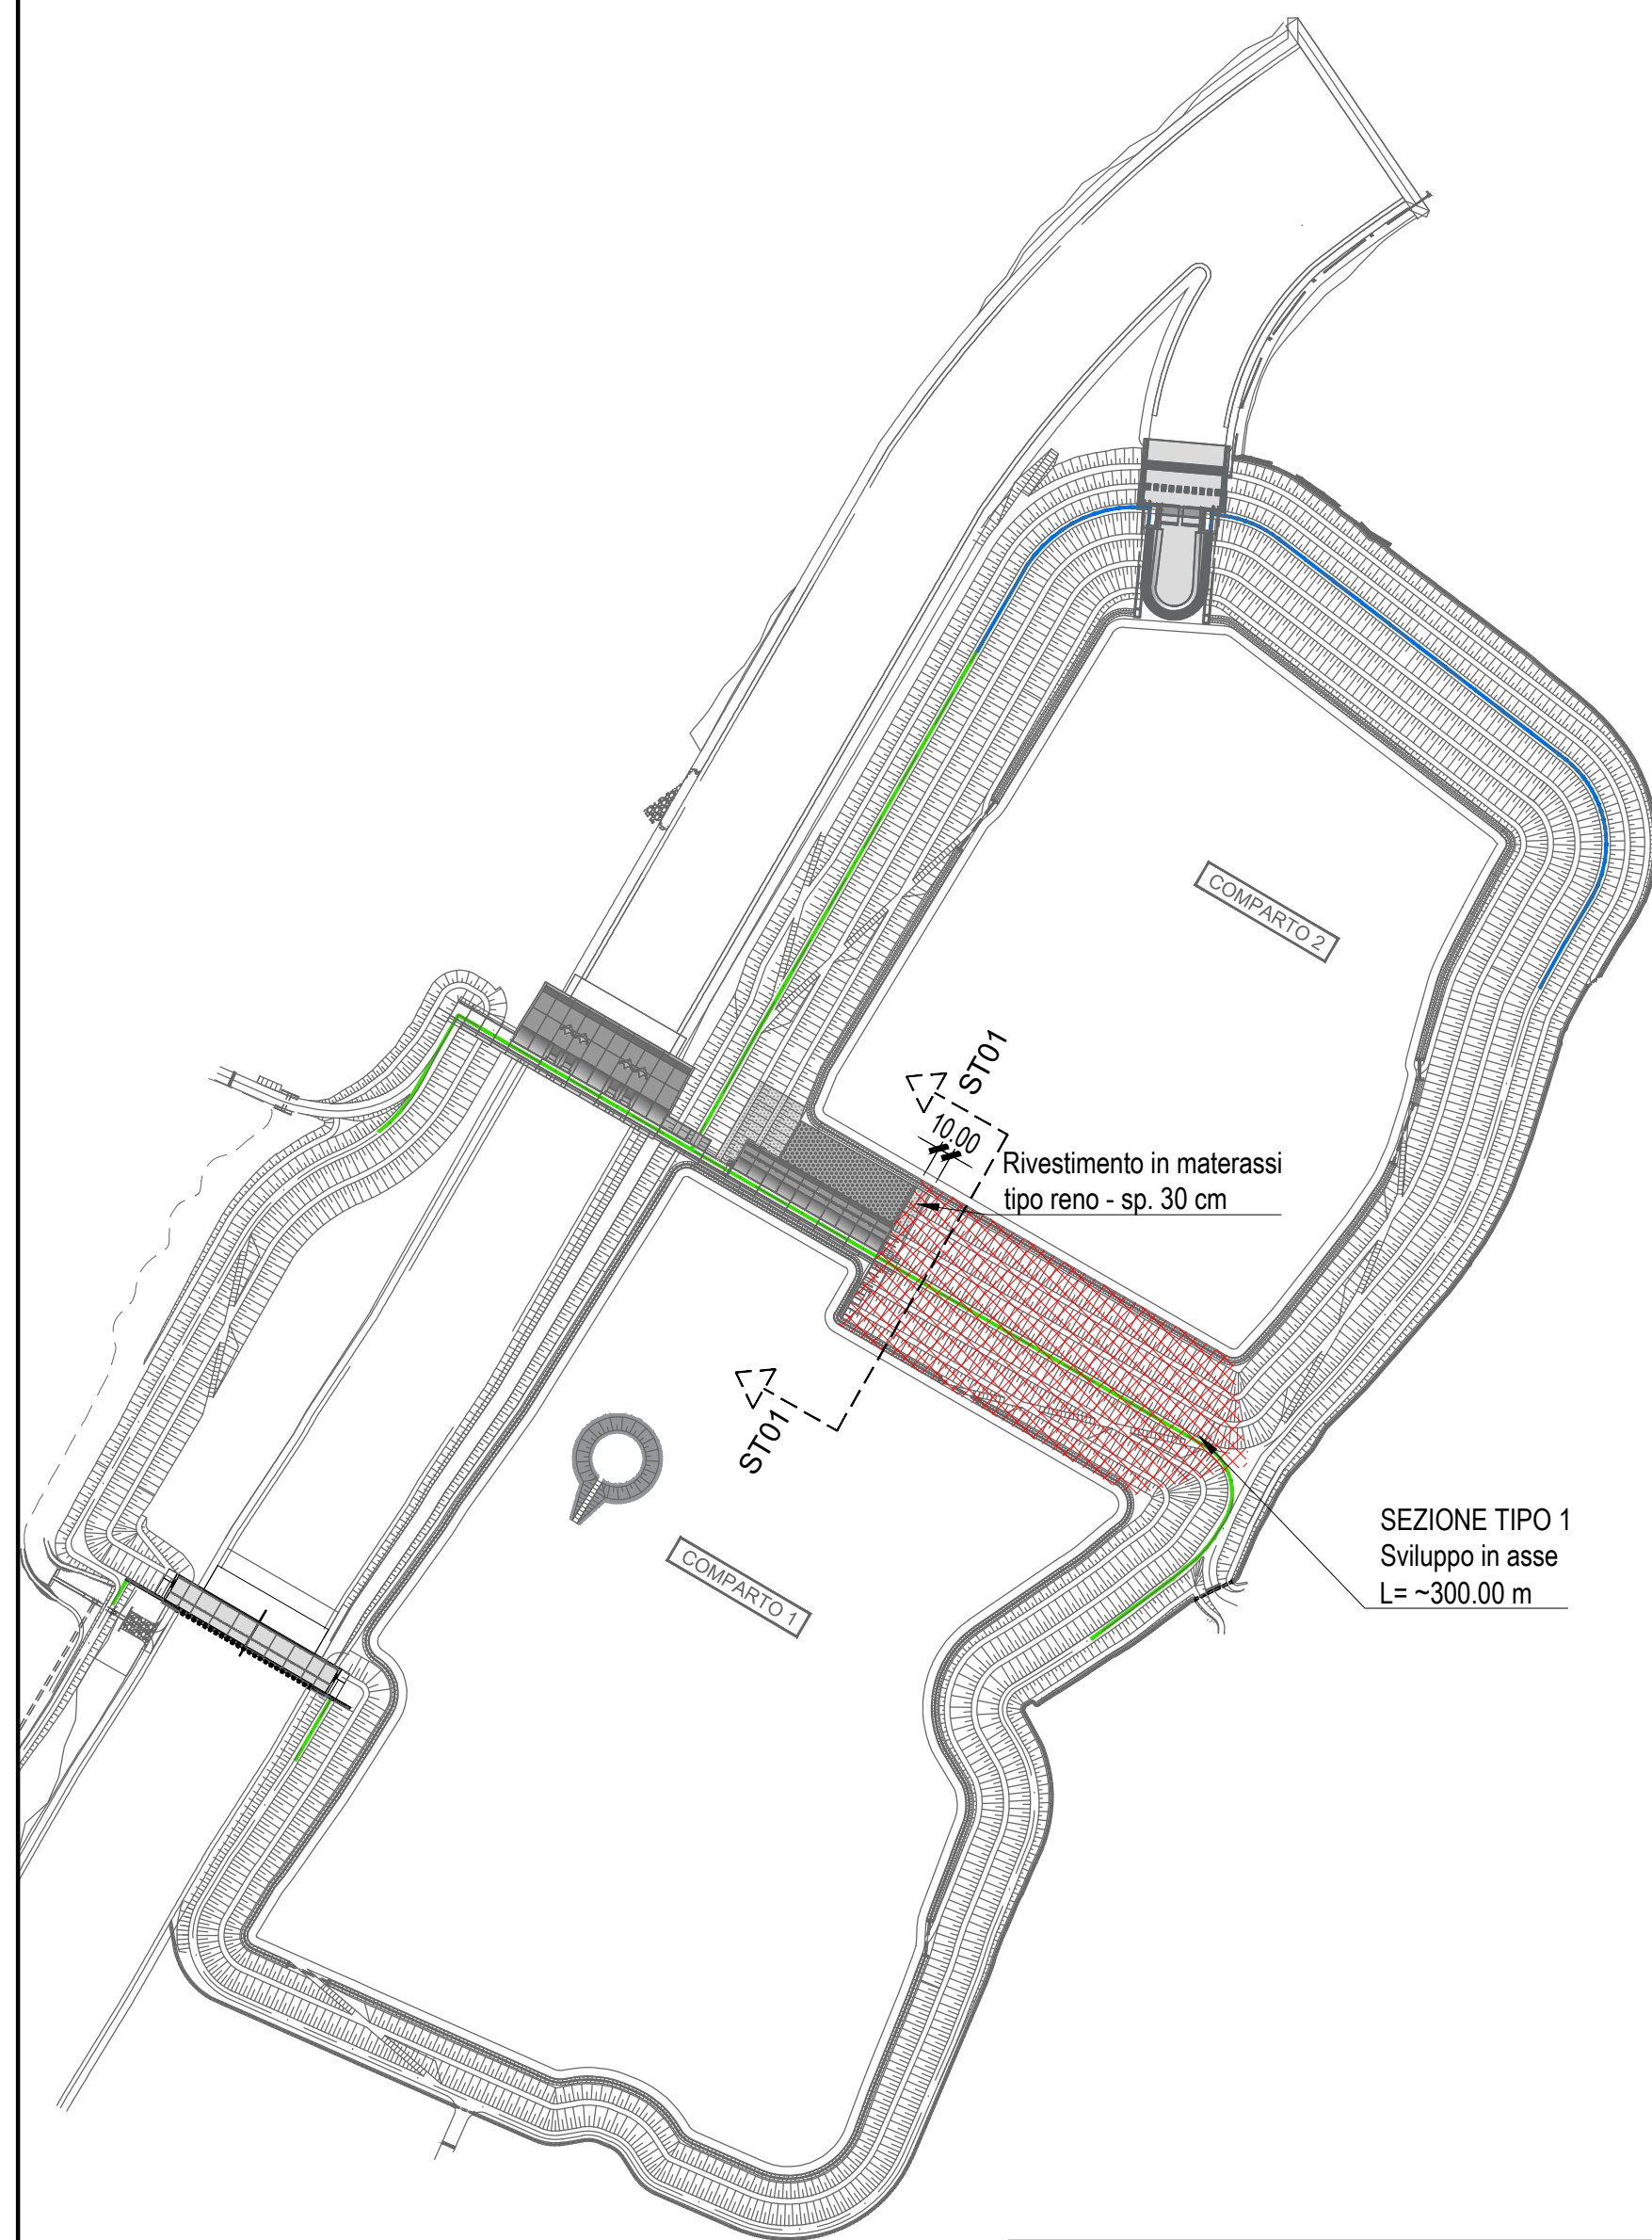 COMPARTO 2
ST01
10.00
Rivestimento in materassi
tipo reno - sp. 30 cm
ST01
SEZIONE TIPO 1
Sviluppo in asse
L= ~300.00 m
COMPARTO 1